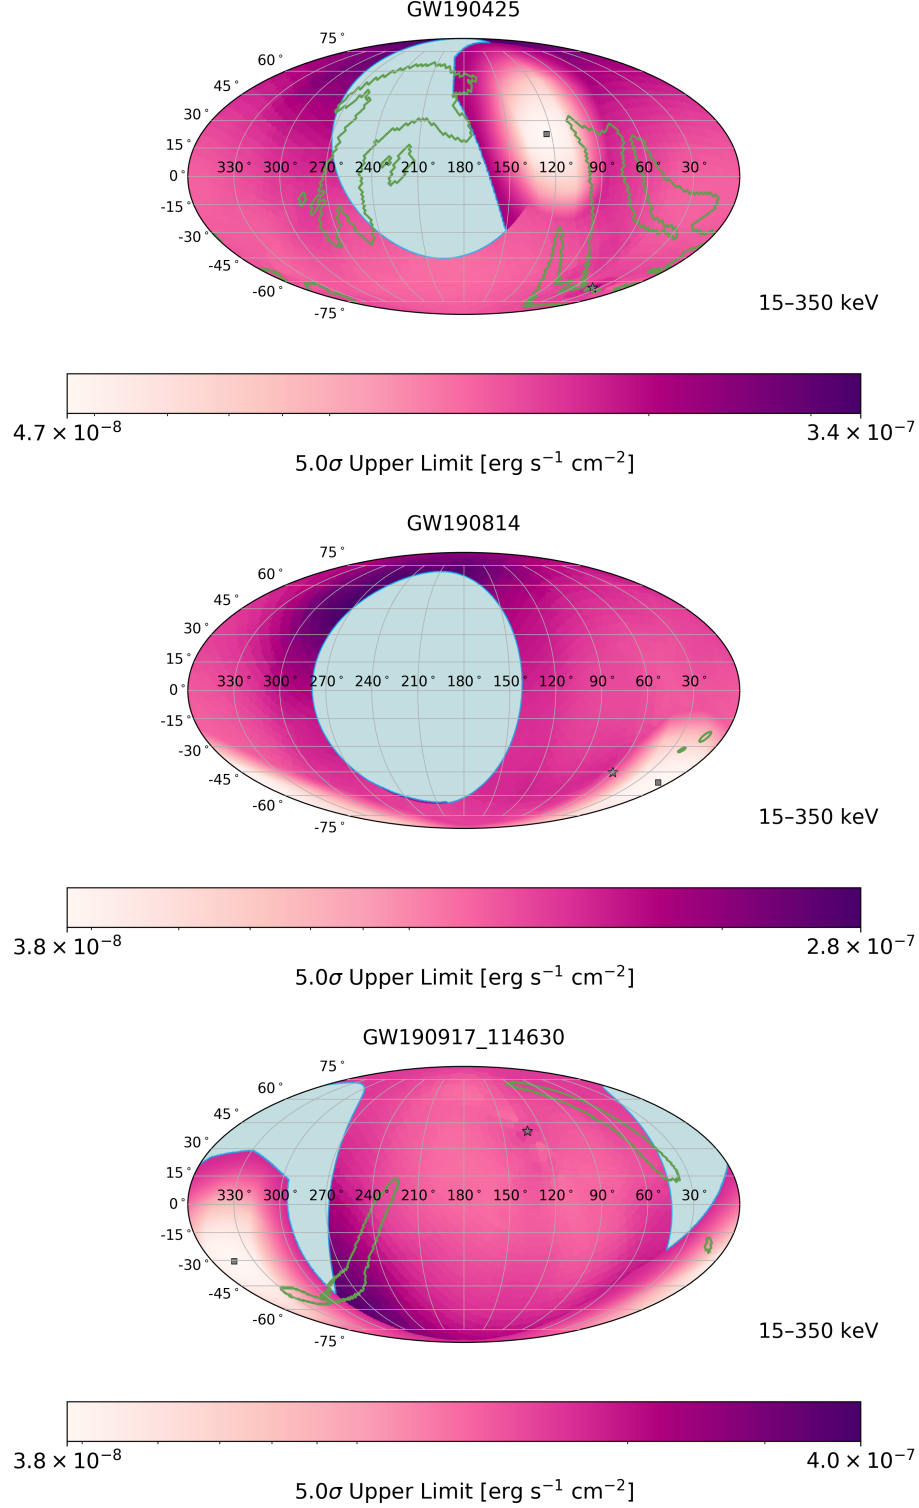 GW190425
75°
60°
45°
30°
15°
330° 300° 270° 240° 210° 180° 150° 120° 90° 60° 30°
0°
-15°
-30°
-45°
-60°
-75°
15–350 keV
4.7 × 10⁻⁸ 3.4 × 10⁻⁷
5.0σ Upper Limit [erg s⁻¹ cm⁻²]
GW190814
75°
60°
45°
30°
15°
330° 300° 270° 240° 210° 180° 150° 120° 90° 60° 30°
0°
-15°
-30°
-45°
-60°
-75°
15–350 keV
3.8 × 10⁻⁸ 2.8 × 10⁻⁷
5.0σ Upper Limit [erg s⁻¹ cm⁻²]
GW190917_114630
75°
60°
45°
30°
15°
330° 300° 270° 240° 210° 180° 150° 120° 90° 60° 30°
0°
-15°
-30°
-45°
-60°
-75°
15–350 keV
3.8 × 10⁻⁸ 4.0 × 10⁻⁷
5.0σ Upper Limit [erg s⁻¹ cm⁻²]